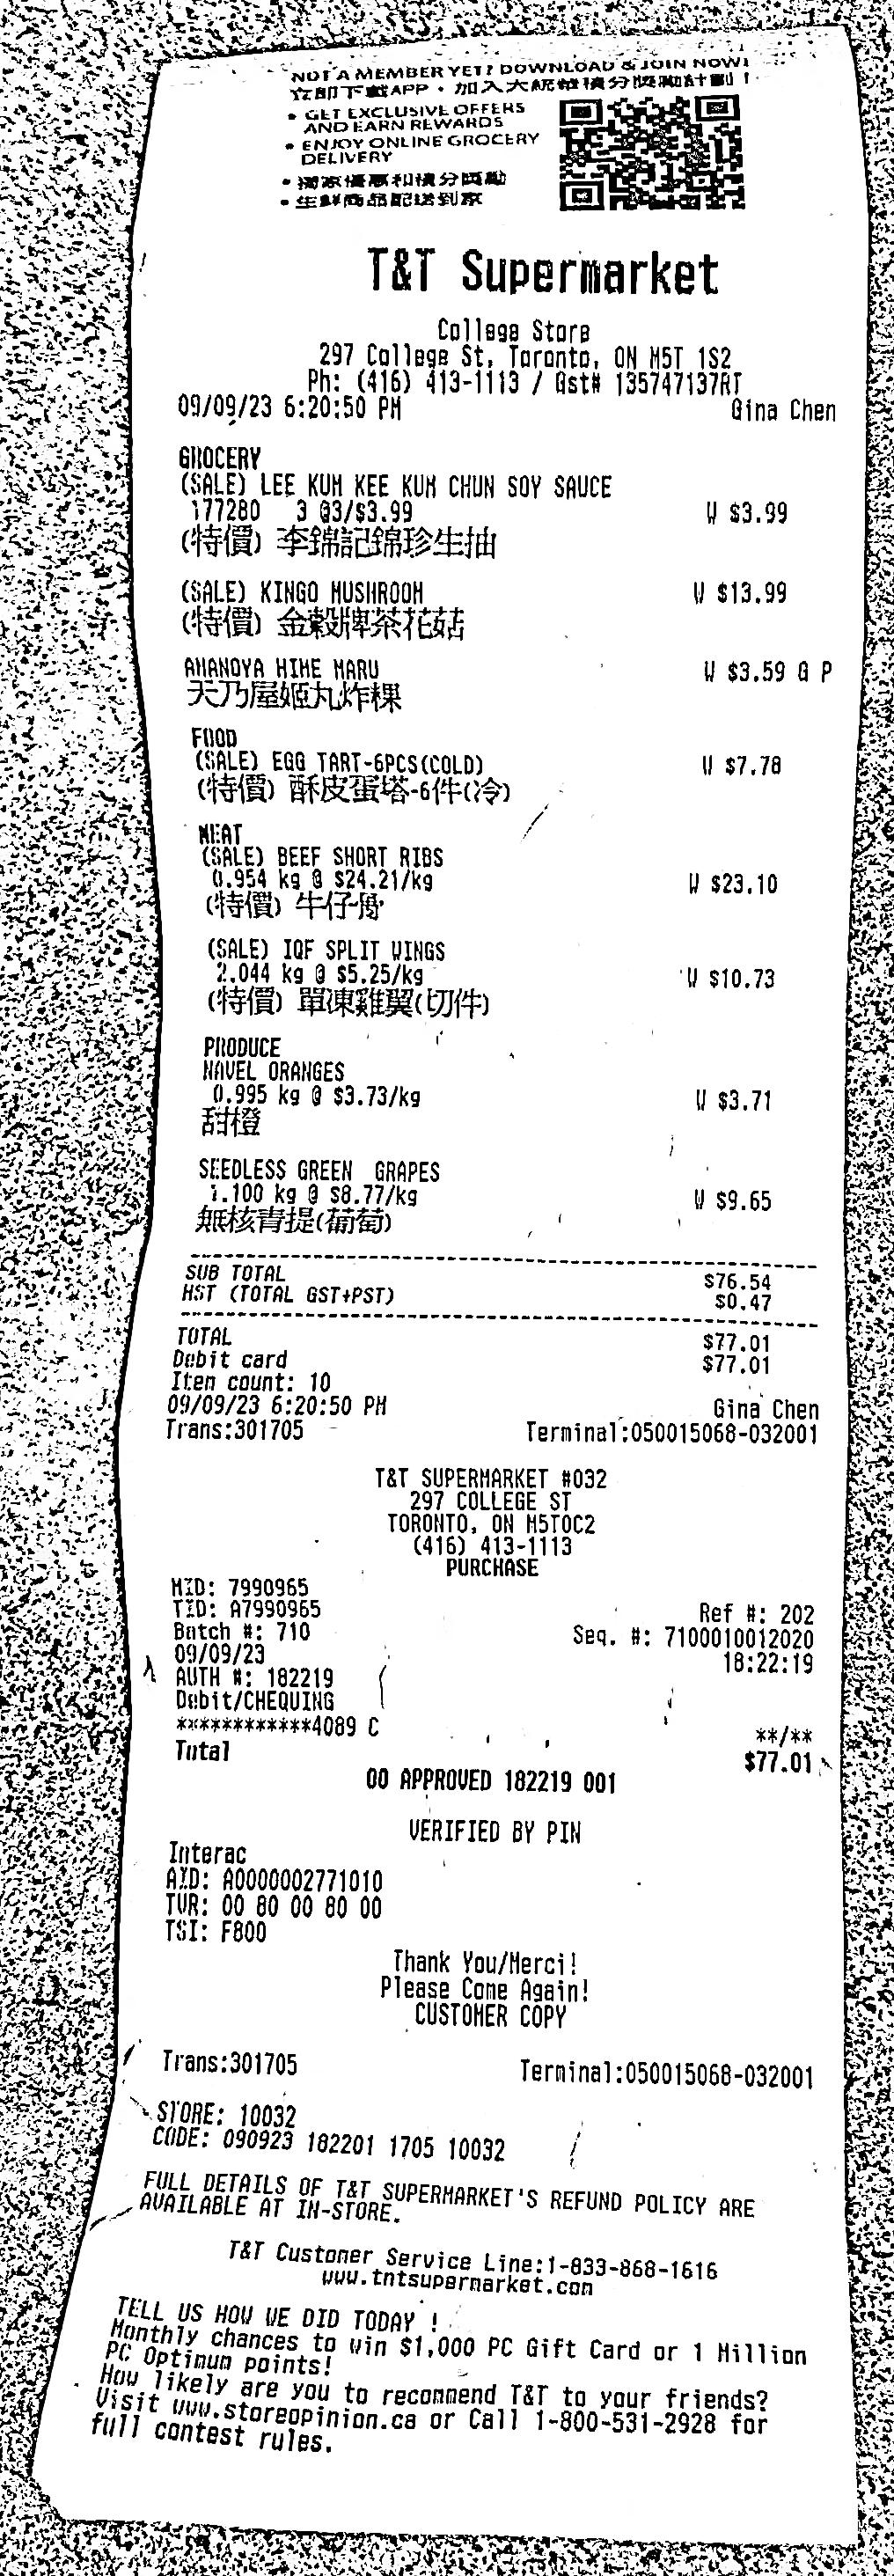 NOT A MEMBER YET? DOWNLOAD & JOIN NOW!
立即下載APP，加入大統華積分獎勵計劃！
• GET EXCLUSIVE OFFERS
AND EARN REWARDS
• ENJOY ONLINE GROCERY
DELIVERY
• 獨家優惠和積分獎勵
• 生鮮商品配送到家
T&T Supermarket
College Store
297 College St, Toronto, ON M5T 1S2
Ph: (416) 413-1113 / Gst# 135747137RT
09/09/23 6:20:50 PM Gina Chen
GROCERY
(SALE) LEE KUM KEE KUM CHUN SOY SAUCE
177280 3 @3/$3.99 W $3.99
(特價) 李錦記錦珍生抽
(SALE) KINGO MUSHROOM W $13.99
(特價) 金穀牌茶花菇
AMANOYA HIME MARU W $3.59 G P
天乃屋姬丸炸粿
FOOD
(SALE) EGG TART-6PCS(COLD) W $7.78
(特價) 酥皮蛋塔-6件(冷)
MEAT
(SALE) BEEF SHORT RIBS
0.954 kg @ $24.21/kg W $23.10
(特價) 牛仔骨
(SALE) IQF SPLIT WINGS
2.044 kg @ $5.25/kg W $10.73
(特價) 單凍雞翼(切件)
PRODUCE
NAVEL ORANGES
0.995 kg @ $3.73/kg W $3.71
甜橙
SEEDLESS GREEN GRAPES
1.100 kg @ $8.77/kg W $9.65
無核青提(葡萄)
SUB TOTAL $76.54
HST (TOTAL GST+PST) $0.47
TOTAL $77.01
Debit card $77.01
Item count: 10
09/09/23 6:20:50 PM Gina Chen
Trans:301705 Terminal:050015068-032001
T&T SUPERMARKET #032
297 COLLEGE ST
TORONTO, ON M5T0C2
(416) 413-1113
PURCHASE
MID: 7990965
TID: A7990965 Ref #: 202
Batch #: 710 Seq. #: 7100010012020
09/09/23 18:22:19
AUTH #: 182219
Debit/CHEQUING
************4089 C **/**
Total $77.01
00 APPROVED 182219 001
VERIFIED BY PIN
Interac
AID: A0000002771010
TVR: 00 80 00 80 00
TSI: F800
Thank You/Merci!
Please Come Again!
CUSTOMER COPY
Trans:301705 Terminal:050015068-032001
STORE: 10032
CODE: 090923 182201 1705 10032
FULL DETAILS OF T&T SUPERMARKET'S REFUND POLICY ARE
AVAILABLE AT IN-STORE.
T&T Customer Service Line:1-833-868-1616
www.tntsupermarket.com
TELL US HOW WE DID TODAY !
Monthly chances to win $1,000 PC Gift Card or 1 Million
PC Optimum points!
How likely are you to recommend T&T to your friends?
Visit www.storeopinion.ca or Call 1-800-531-2928 for
full contest rules.